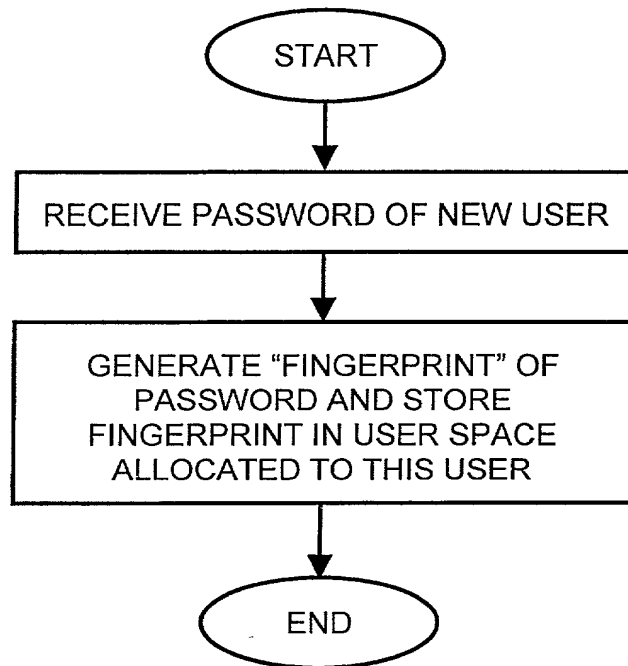 START
RECEIVE PASSWORD OF NEW USER
GENERATE “FINGERPRINT” OF
PASSWORD AND STORE
FINGERPRINT IN USER SPACE
ALLOCATED TO THIS USER
END